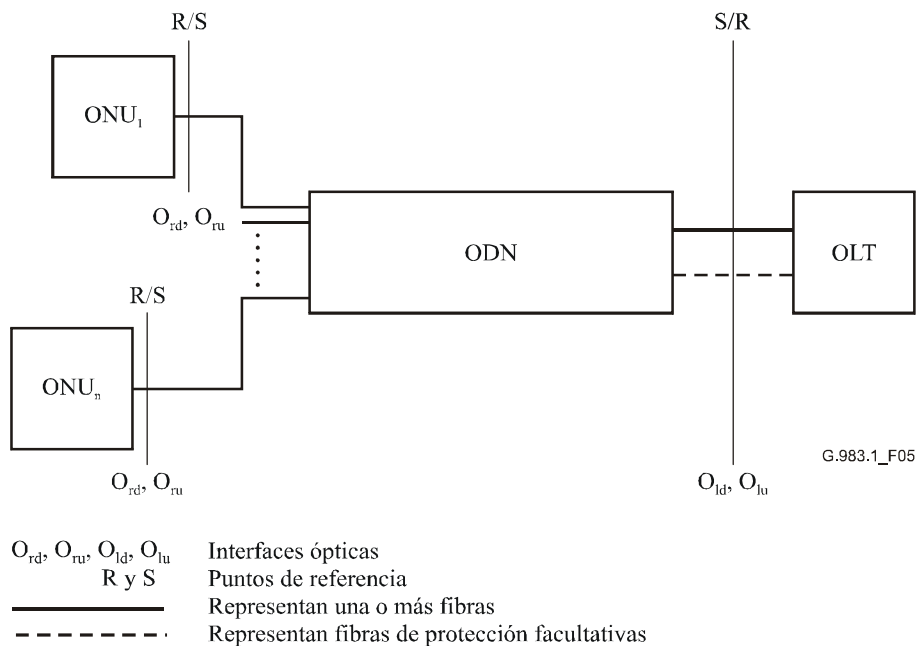 R/S
S/R
ONU₁
Oᵣd, Oᵣᵤ
ODN
OLT
R/S
ONUₙ
G.983.1_F05
Oᵣd, Oᵣᵤ
Oₗd, Oₗᵤ
Oᵣd, Oᵣᵤ, Oₗd, Oₗᵤ Interfaces ópticas
R y S Puntos de referencia
Representan una o más fibras
Representan fibras de protección facultativas